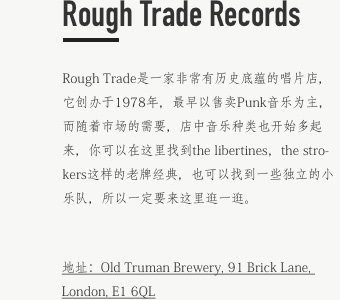 Rough Trade Records
Rough Trade是一家非常有历史底蕴的唱片店，
它创办于1978年，最早以售卖Punk音乐为主，
而随着市场的需要，店中音乐种类也开始多起
来，你可以在这里找到the libertines，the stro-
kers这样的老牌经典，也可以找到一些独立的小
乐队，所以一定要来这里逛一逛。
地址：Old Truman Brewery, 91 Brick Lane,
London, E1 6QL